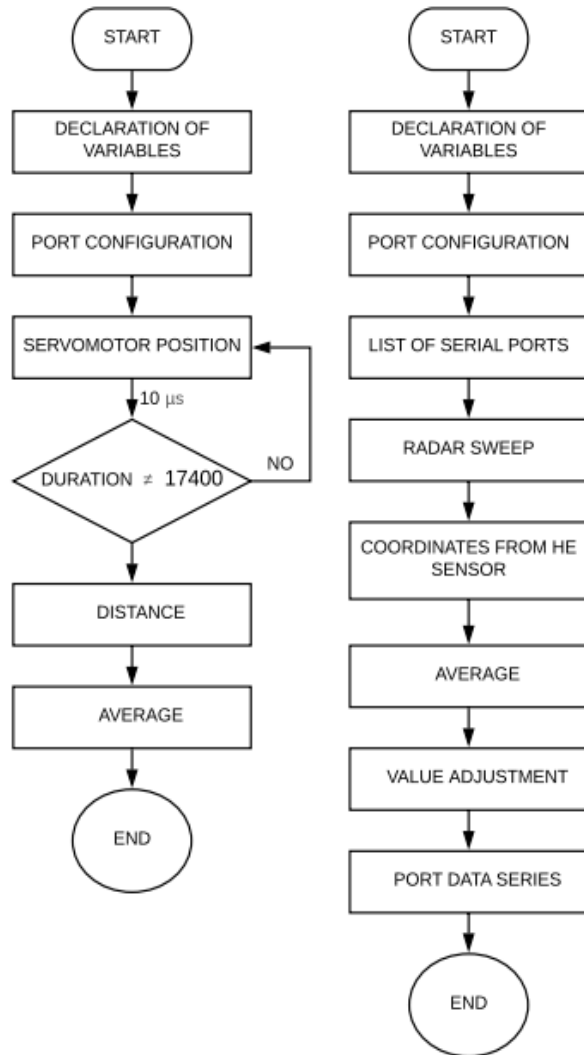 START
DECLARATION OF
VARIABLES
PORT CONFIGURATION
SERVOMOTOR POSITION
10 µs
DURATION ≠ 17400
NO
DISTANCE
AVERAGE
END
START
DECLARATION OF
VARIABLES
PORT CONFIGURATION
LIST OF SERIAL PORTS
RADAR SWEEP
COORDINATES FROM HE
SENSOR
AVERAGE
VALUE ADJUSTMENT
PORT DATA SERIES
END